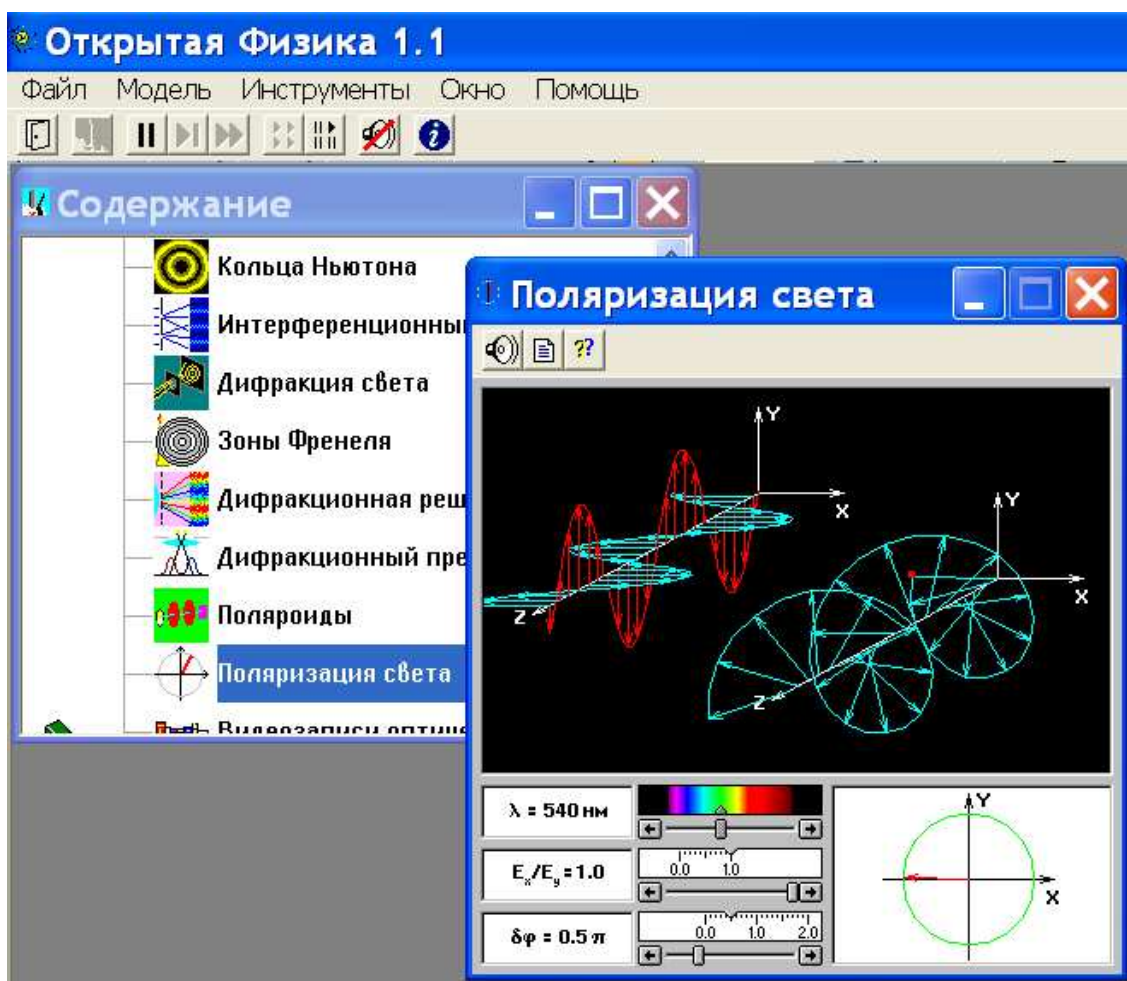 Открытая Физика 1.1
Файл Модель Инструменты Окно Помощь
Содержание
Кольца Ньютона
Интерференционны
Дифракция света
Зоны Френеля
Дифракционная реш
Дифракционный пре
Поляроиды
Поляризация света
Видеозаписи оптиче
Поляризация света
??
Y
X
Z
Y
X
Z
λ = 540 нм
Ex/Ey = 1.0
0.0 1.0
δφ = 0.5 π
0.0 1.0 2.0
Y
X